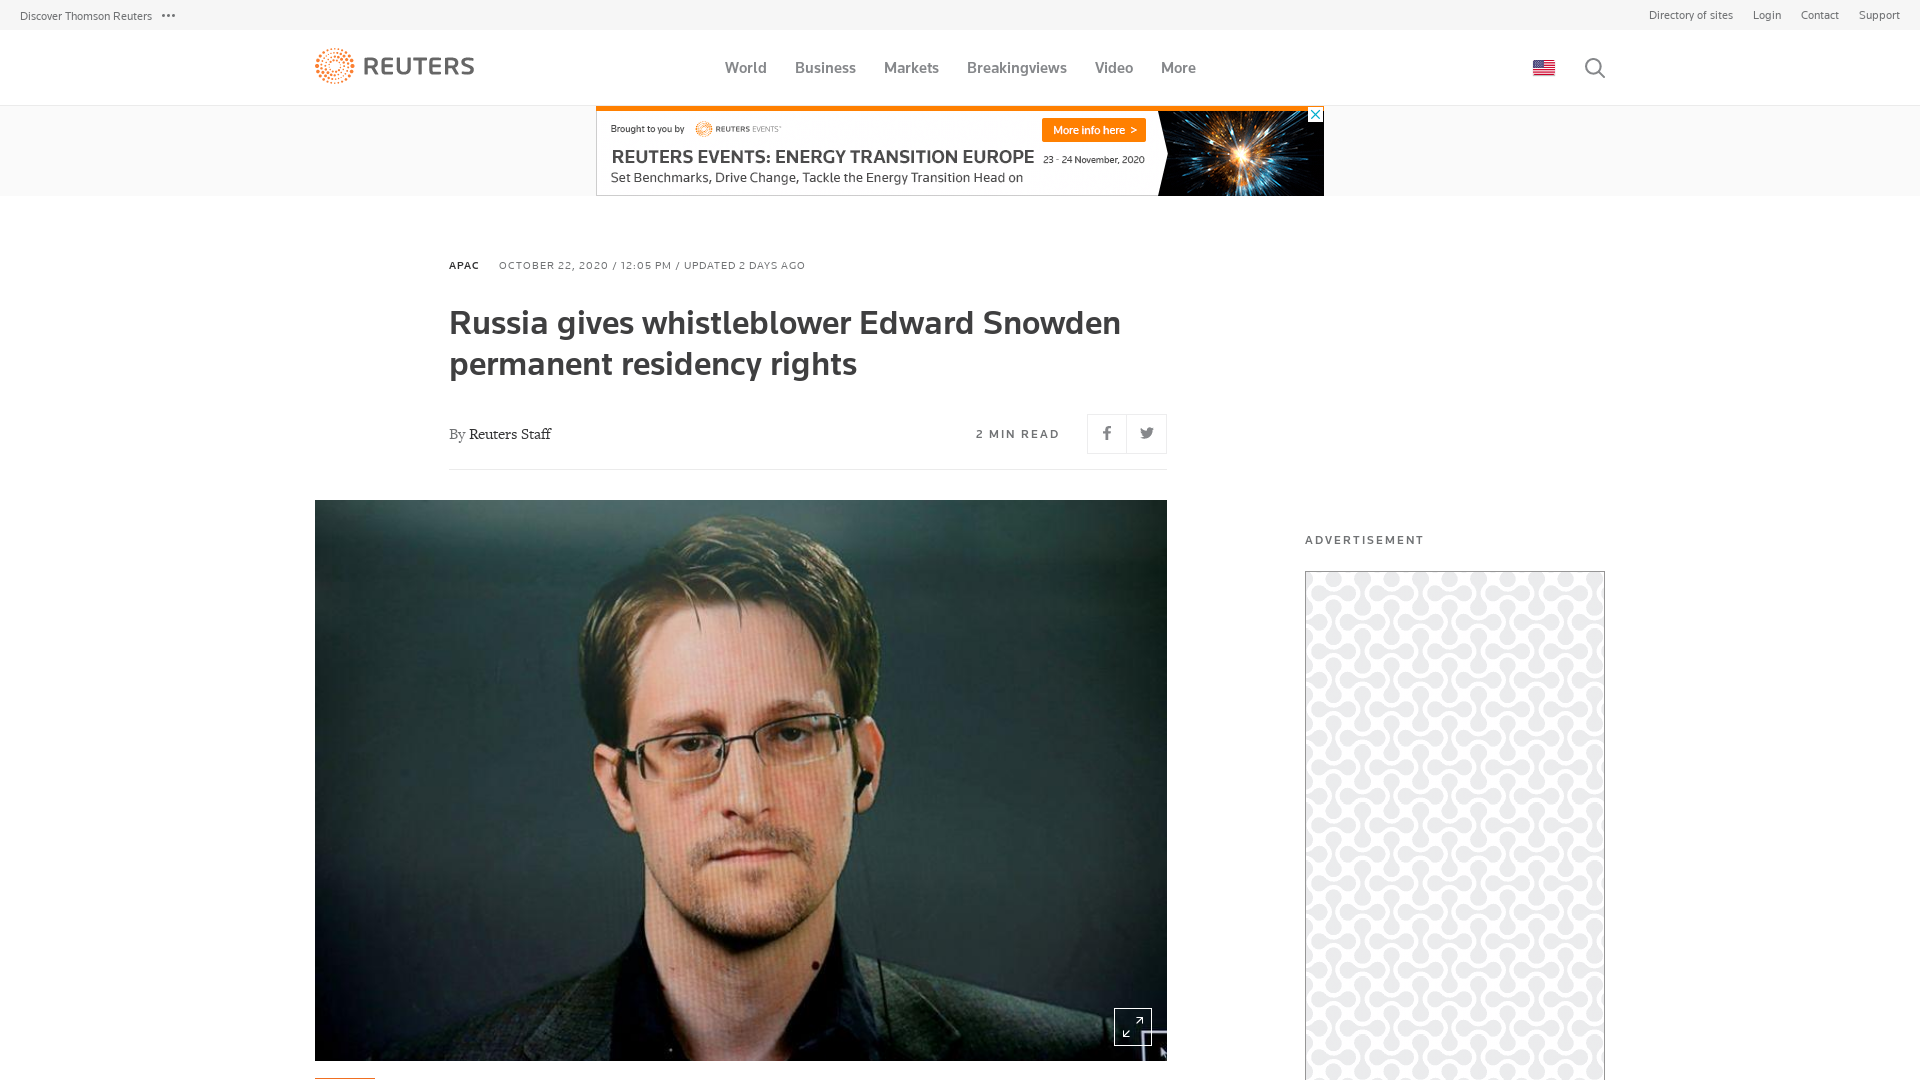 Discover Thomson Reuters
Directory of sites Login Contact Support
REUTERS
World Business Markets Breakingviews Video More
Brought to you by REUTERS EVENTS
More info here >
REUTERS EVENTS: ENERGY TRANSITION EUROPE
23 - 24 November, 2020
Set Benchmarks, Drive Change, Tackle the Energy Transition Head on
APAC OCTOBER 22, 2020 / 12:05 PM / UPDATED 2 DAYS AGO
Russia gives whistleblower Edward Snowden
permanent residency rights
By Reuters Staff
2 MIN READ
ADVERTISEMENT